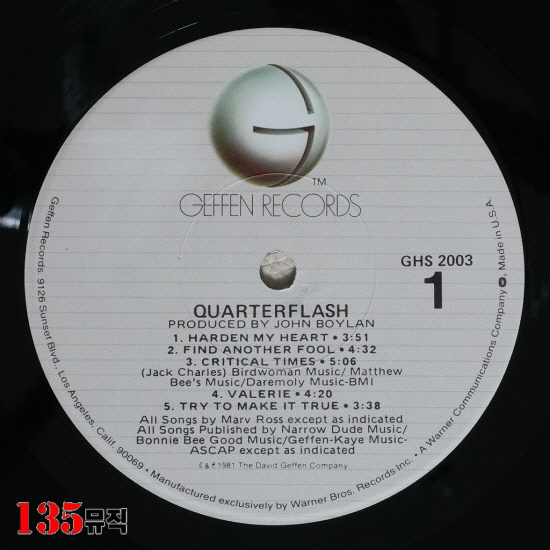 TM
GEFFEN RECORDS
GHS 2003
1
QUARTERFLASH
PRODUCED BY JOHN BOYLAN
1. HARDEN MY HEART • 3:51
2. FIND ANOTHER FOOL • 4:32
3. CRITICAL TIMES • 5:06
(Jack Charles) Birdwoman Music/ Matthew
Bee's Music/Daremoly Music-BMI
4. VALERIE • 4:20
5. TRY TO MAKE IT TRUE • 3:38
All Songs by Marv Ross except as indicated
All Songs Published by Narrow Dude Music/
Bonnie Bee Good Music/Geffen-Kaye Music-
ASCAP except as indicated
© & ℗ 1981 The David Geffen Company
Geffen Records, 9126 Sunset Blvd., Los Angeles, Calif. 90069 • Manufactured exclusively by Warner Bros. Records Inc. • A Warner Communications Company, Made in U.S.A.
135뮤직